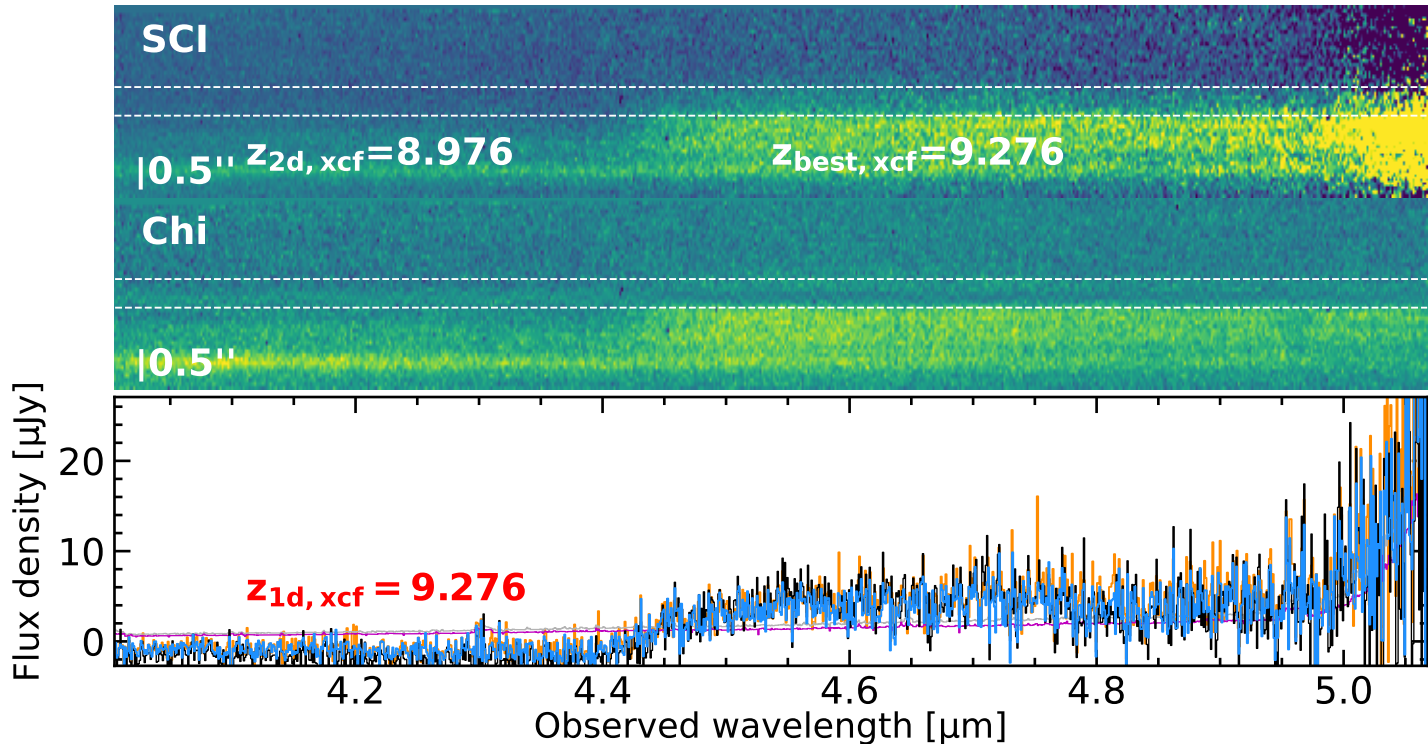 SCI
|0.5'' z2d, xcf=8.976 zbest, xcf=9.276
Chi
|0.5''
Flux density [μJy]
20
10
0
z1d, xcf = 9.276
4.2 4.4 4.6 4.8 5.0
Observed wavelength [μm]